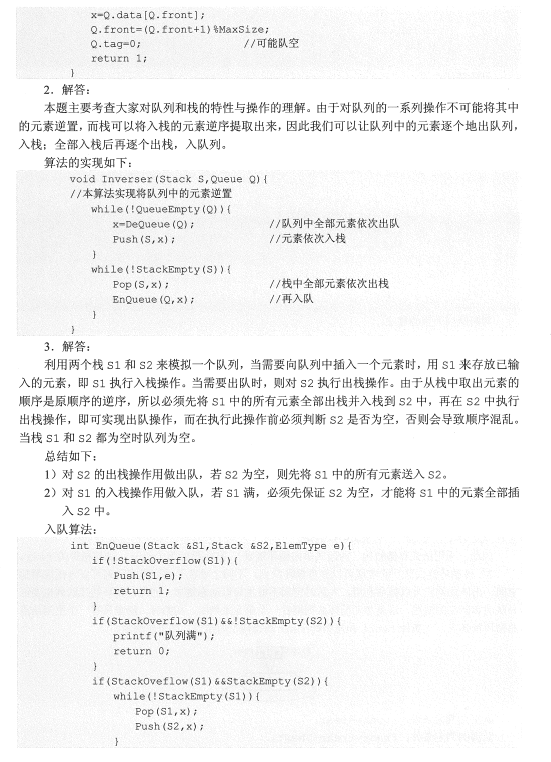 x=Q.data[Q.front];
Q.front=(Q.front+1)%MaxSize;
Q.tag=0; //可能队空
return 1;
}
2．解答：
本题主要考查大家对队列和栈的特性与操作的理解。由于对队列的一系列操作不可能将其中
的元素逆置，而栈可以将入栈的元素逆序提取出来，因此我们可以让队列中的元素逐个地出队列，
入栈；全部入栈后再逐个出栈，入队列。
算法的实现如下：
void Inverser(Stack S,Queue Q){
//本算法实现将队列中的元素逆置
while(!QueueEmpty(Q)){
x=DeQueue(Q); //队列中全部元素依次出队
Push(S,x); //元素依次入栈
}
while(!StackEmpty(S)){
Pop(S,x); //栈中全部元素依次出栈
EnQueue(Q,x); //再入队
}
}
3．解答：
利用两个栈 S1 和 S2 来模拟一个队列，当需要向队列中插入一个元素时，用 S1 来存放已输
入的元素，即 S1 执行入栈操作。当需要出队时，则对 S2 执行出栈操作。由于从栈中取出元素的
顺序是原顺序的逆序，所以必须先将 S1 中的所有元素全部出栈并入栈到 S2 中，再在 S2 中执行
出栈操作，即可实现出队操作，而在执行此操作前必须判断 S2 是否为空，否则会导致顺序混乱。
当栈 S1 和 S2 都为空时队列为空。
总结如下：
1）对 S2 的出栈操作用做出队，若 S2 为空，则先将 S1 中的所有元素送入 S2。
2）对 S1 的入栈操作用做入队，若 S1 满，必须先保证 S2 为空，才能将 S1 中的元素全部插
入 S2 中。
入队算法：
int EnQueue(Stack &S1,Stack &S2,ElemType e){
if(!StackOverflow(S1)){
Push(S1,e);
return 1;
}
if(StackOverflow(S1)&&!StackEmpty(S2)){
printf("队列满");
return 0;
}
if(StackOveflow(S1)&&StackEmpty(S2)){
while(!StackEmpty(S1)){
Pop(S1,x);
Push(S2,x);
}